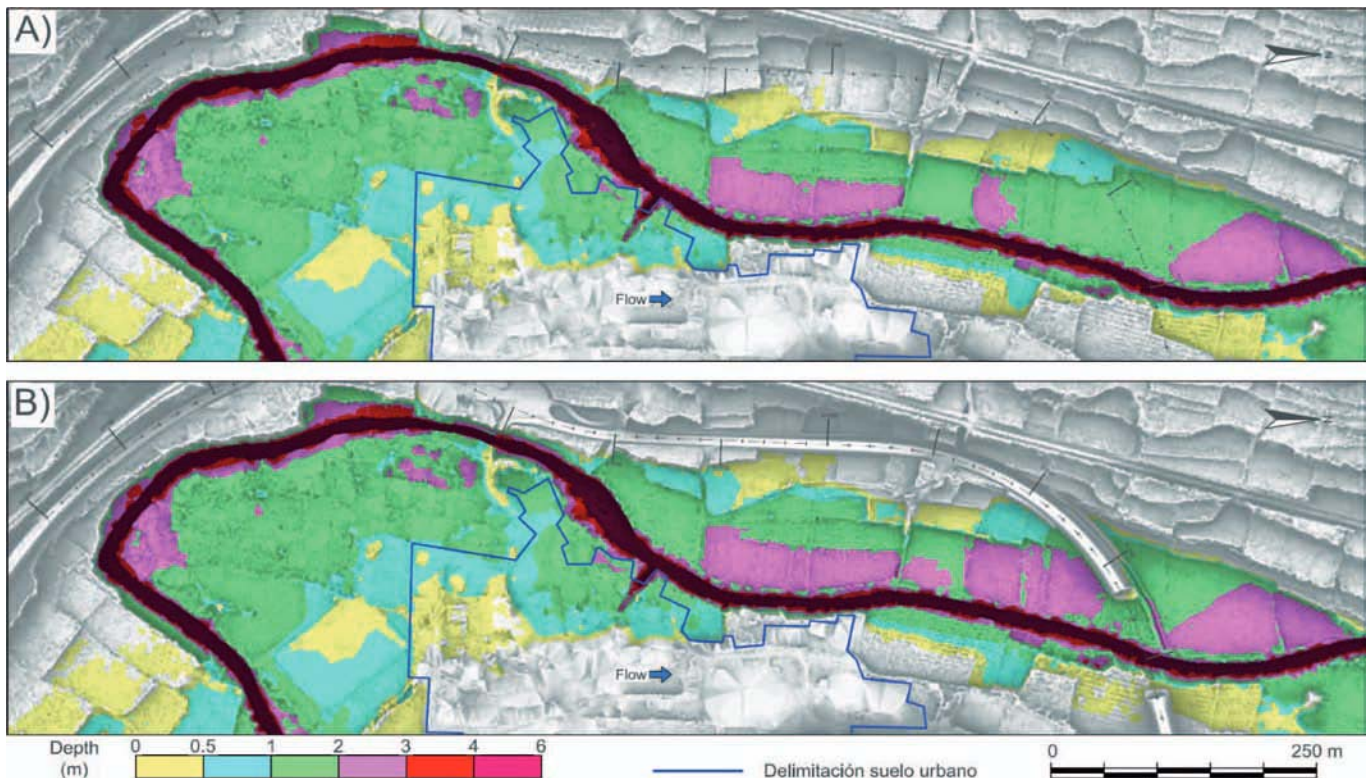 A)
Flow
B)
Flow
Depth (m) 0 0.5 1 2 3 4 6
Delimitación suelo urbano
0 250 m